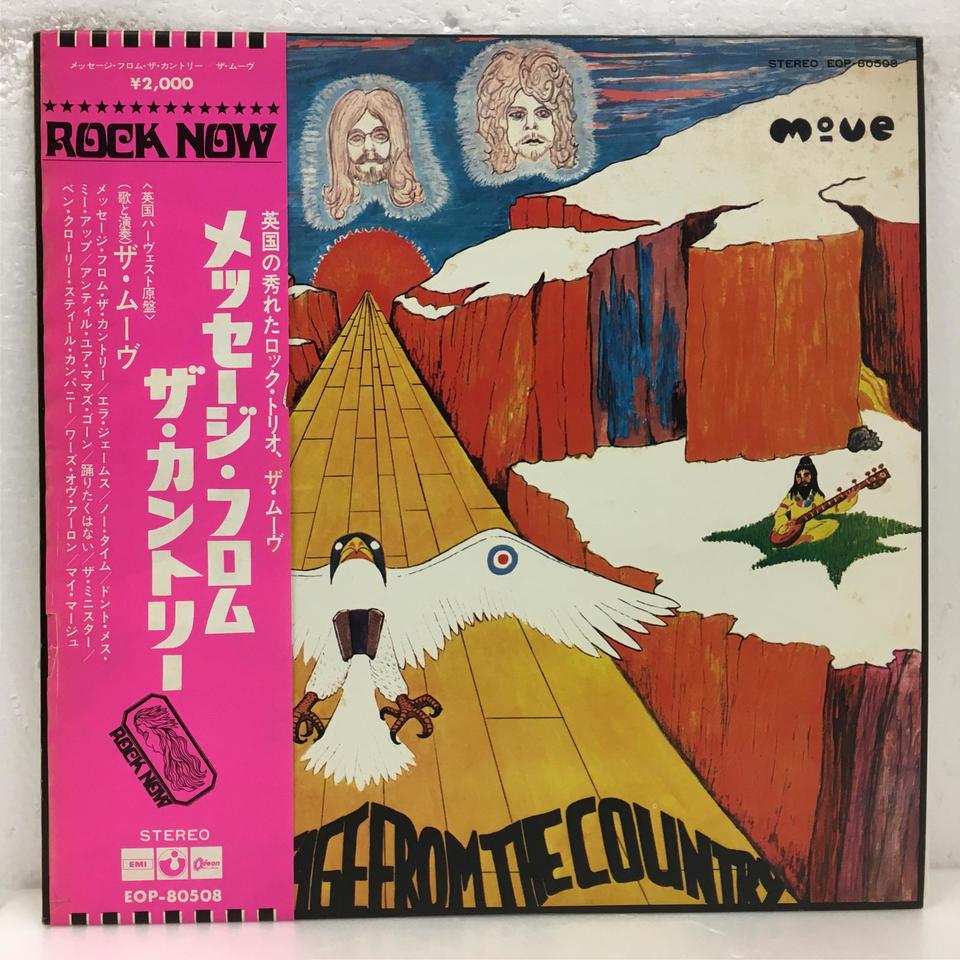 メッセージ・フロム・ザ・カントリー ザ・ムーヴ
¥2,000
ROCK NOW
英国の秀れたロック・トリオ、ザ・ムーヴ
メッセージ・フロム
ザ・カントリー
〈英国ハーヴェスト原盤〉
(歌と演奏)ザ・ムーヴ
メッセージ・フロム・ザ・カントリー/エラ・ジェームス/ノー・タイム/ドント・メス・
ミー・アップ/アンティル・ユア・ママズ・ゴーン/踊りたくはない/ザ・ミニスター/
ベン・クローリー・スティール・カンパニー/ワーズ・オヴ・アーロン/マイ・マージュ
ROCK NOW
STEREO
EMI
Odeon
EOP-80508
STEREO EOP-80508
MoVe
AGE FROM THE COUNTRY